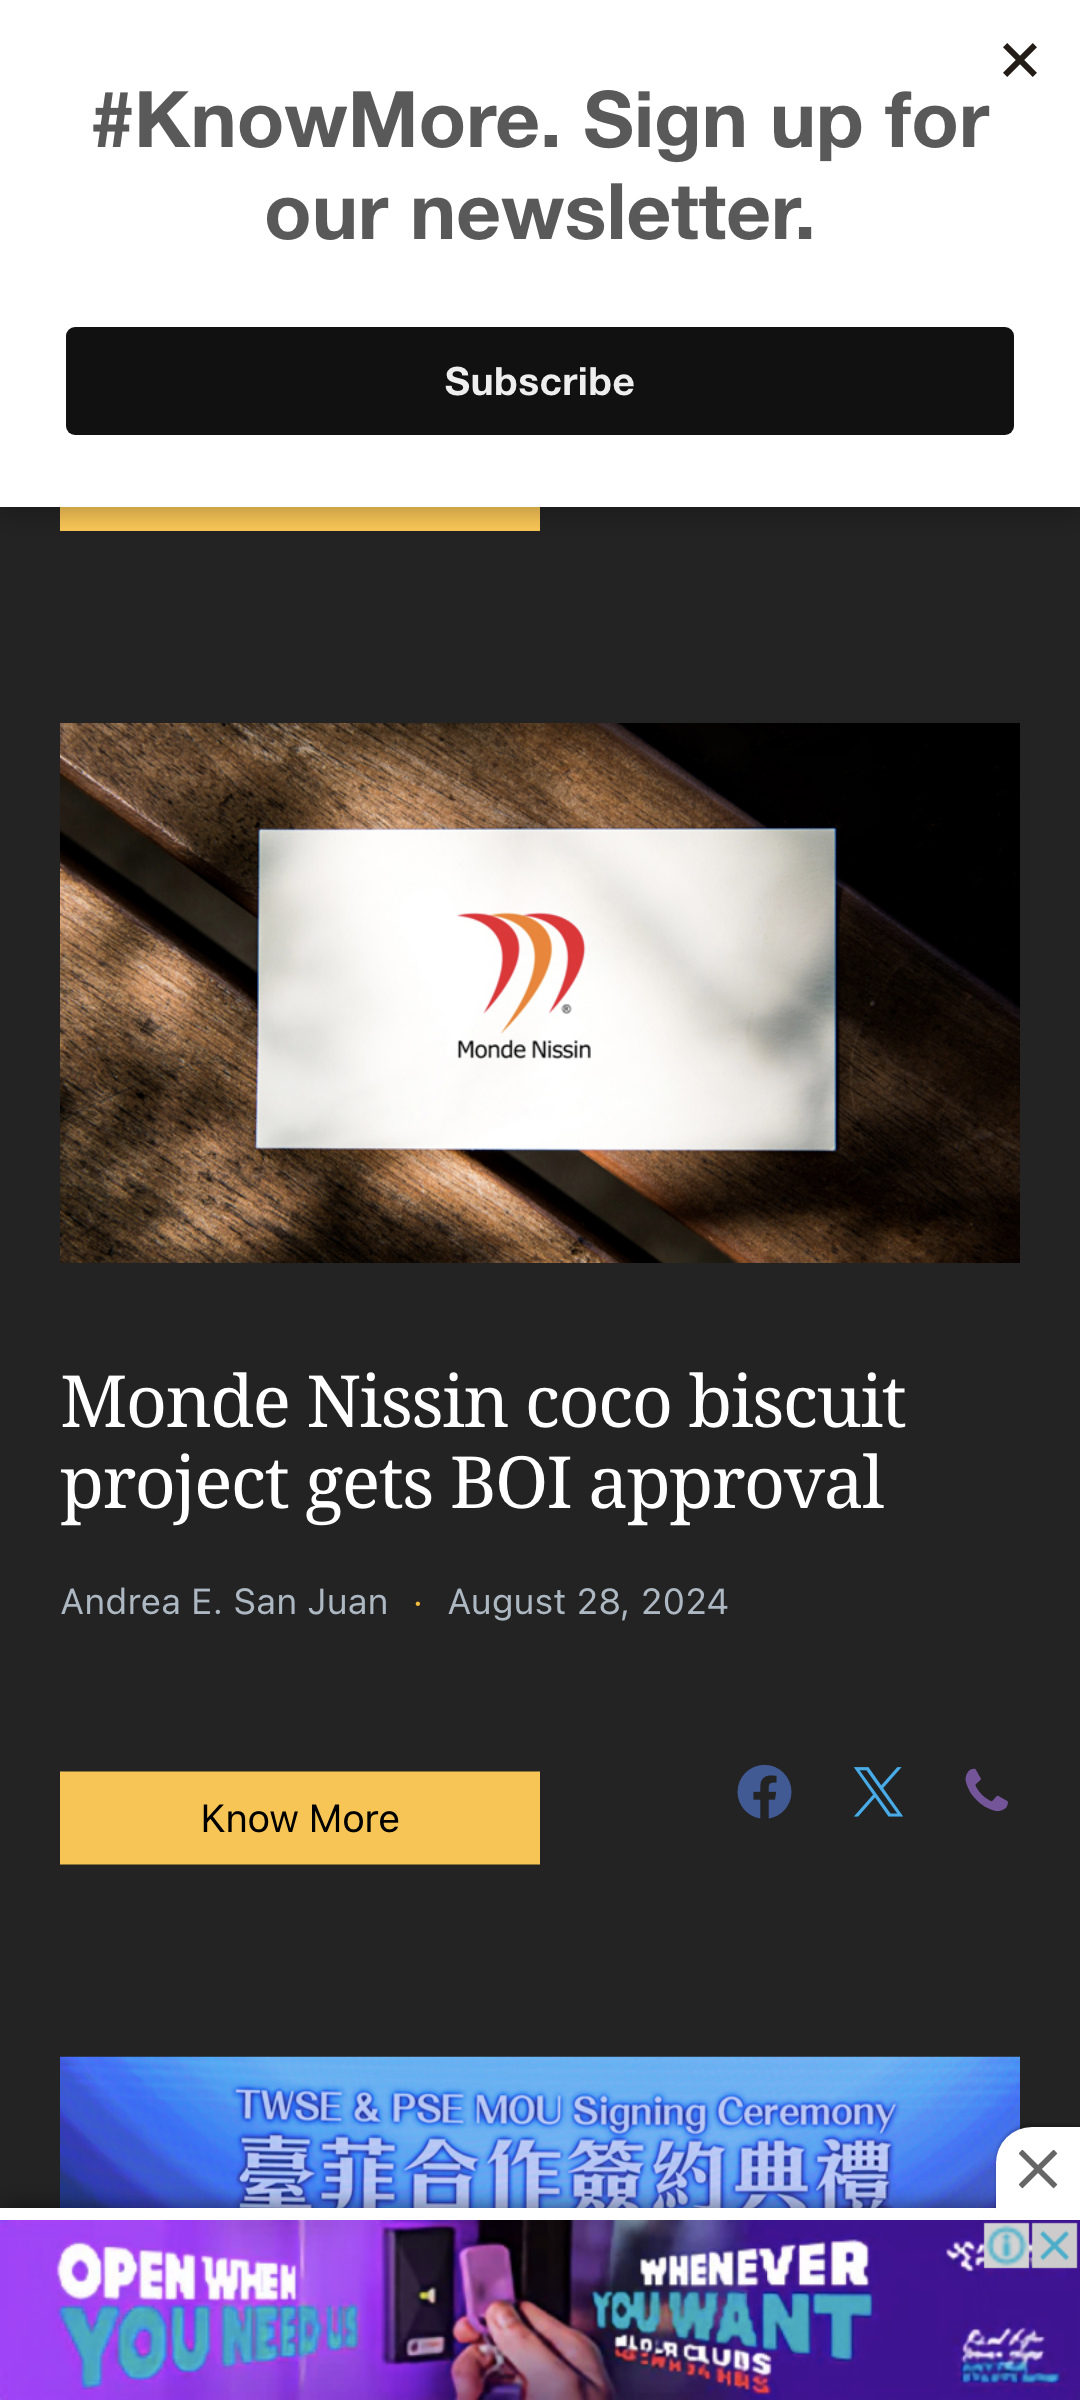 #KnowMore. Sign up for
our newsletter.
Subscribe
®
Monde Nissin
Monde Nissin coco biscuit
project gets BOI approval
Andrea E. San Juan · August 28, 2024
Know More
TWSE & PSE MOU Signing Ceremony
臺菲合作簽約典禮
OPEN WHEN
YOU NEED US
WHENEVER
YOU WANT
CLUBS